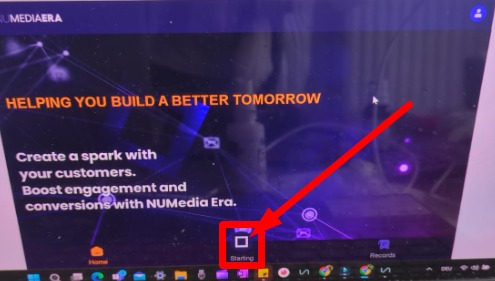 NUMEDIAERA
HELPING YOU BUILD A BETTER TOMORROW
Create a spark with
your customers.
Boost engagement and
conversions with NUMedia Era.
Home
Starting
Records